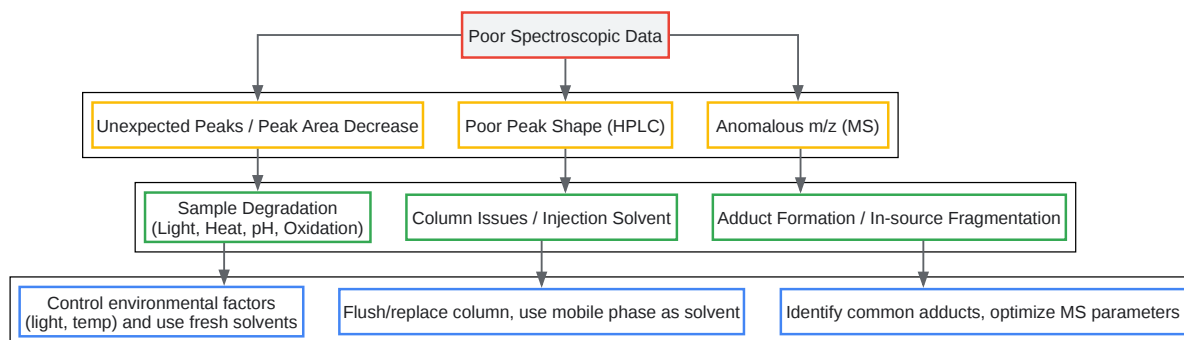 Poor Spectroscopic Data
Unexpected Peaks / Peak Area Decrease
Poor Peak Shape (HPLC)
Anomalous m/z (MS)
Sample Degradation
(Light, Heat, pH, Oxidation)
Column Issues / Injection Solvent
Adduct Formation / In-source Fragmentation
Control environmental factors
(light, temp) and use fresh solvents
Flush/replace column, use mobile phase as solvent
Identify common adducts, optimize MS parameters